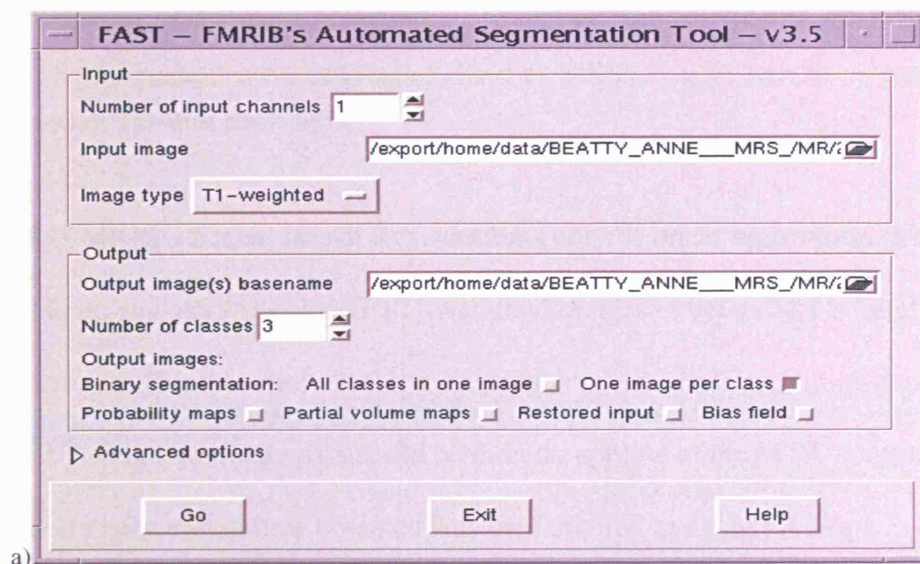 FAST – FMRIB's Automated Segmentation Tool – v3.5
Input
Number of input channels 1
Input image /export/home/data/BEATTY_ANNE___MRS_/MR/2
Image type T1-weighted
Output
Output image(s) basename /export/home/data/BEATTY_ANNE___MRS_/MR/2
Number of classes 3
Output images:
Binary segmentation: All classes in one image One image per class
Probability maps Partial volume maps Restored input Bias field
Advanced options
Go Exit Help
a)